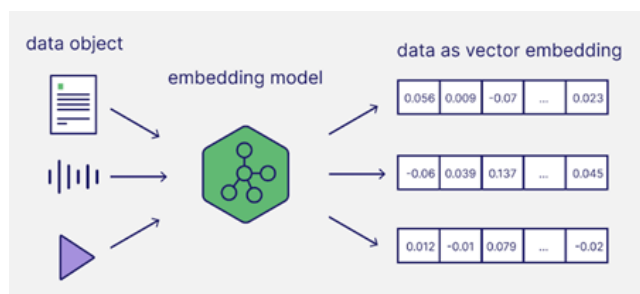 data object
embedding model
data as vector embedding
0.056 0.009 -0.07 ... 0.023
-0.06 0.039 0.137 ... 0.045
0.012 -0.01 0.079 ... -0.02